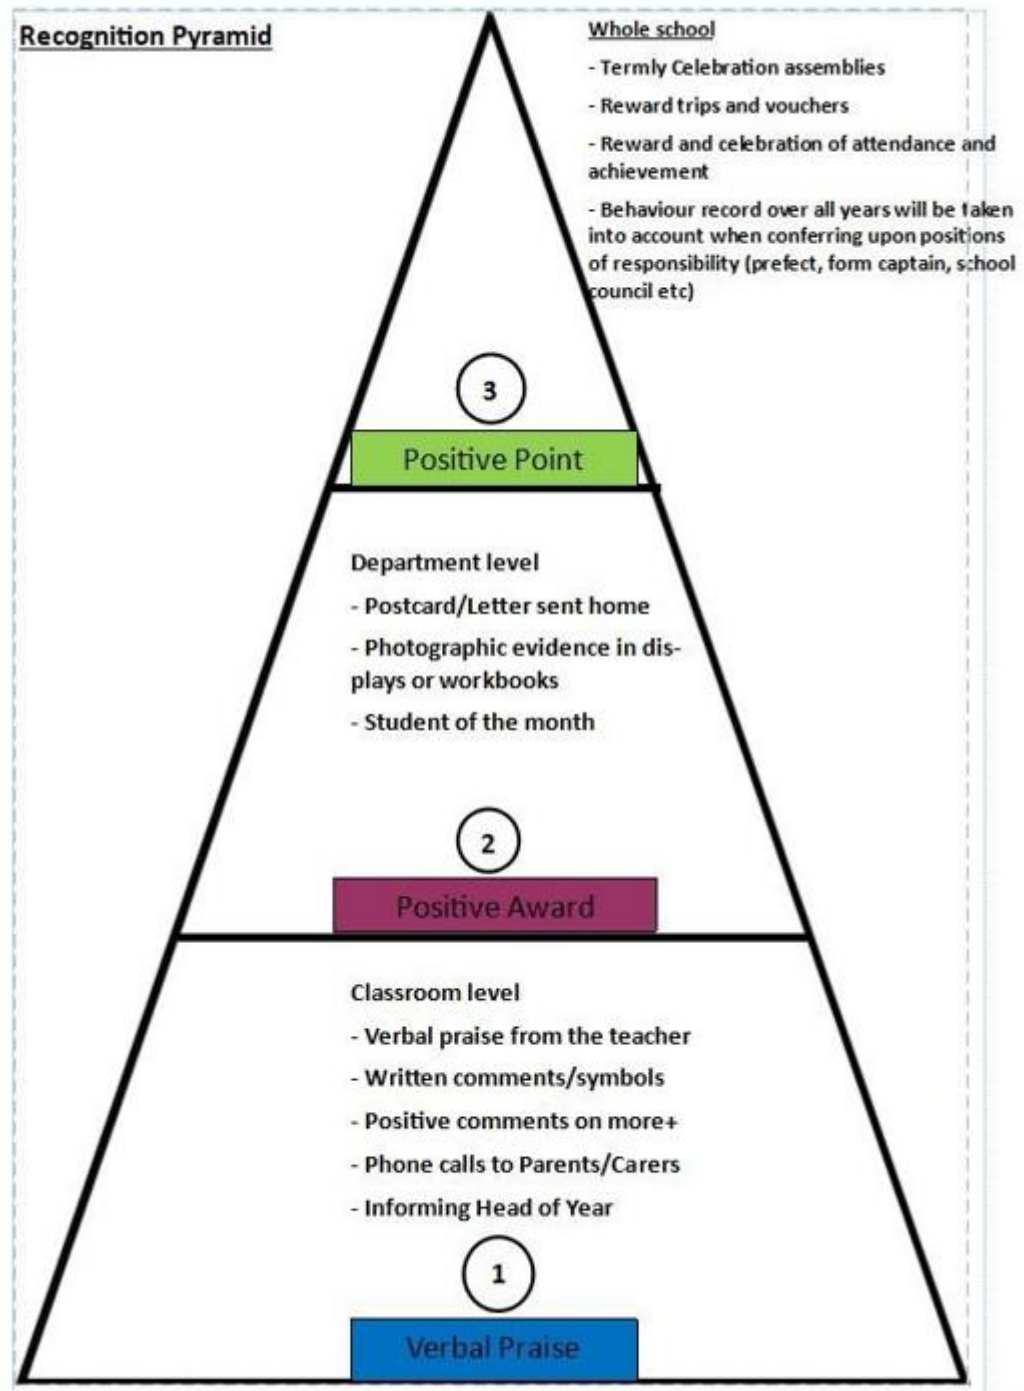 Recognition Pyramid
Whole school
- Termly Celebration assemblies
- Reward trips and vouchers
- Reward and celebration of attendance and
achievement
- Behaviour record over all years will be taken
into account when conferring upon positions
of responsibility (prefect, form captain, school
council etc)
3
Positive Point
Department level
- Postcard/Letter sent home
- Photographic evidence in dis-
plays or workbooks
- Student of the month
2
Positive Award
Classroom level
- Verbal praise from the teacher
- Written comments/symbols
- Positive comments on more+
- Phone calls to Parents/Carers
- Informing Head of Year
1
Verbal Praise